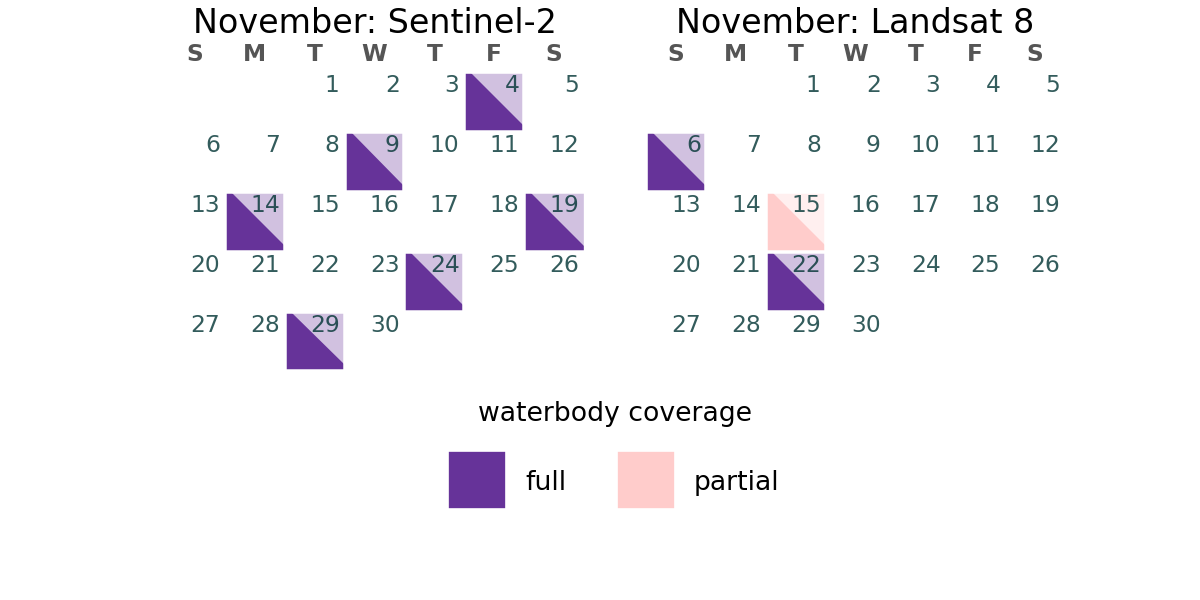 November: Sentinel-2
S M T W T F S
1 2 3 4 5
6 7 8 9 10 11 12
13 14 15 16 17 18 19
20 21 22 23 24 25 26
27 28 29 30
November: Landsat 8
S M T W T F S
1 2 3 4 5
6 7 8 9 10 11 12
13 14 15 16 17 18 19
20 21 22 23 24 25 26
27 28 29 30
waterbody coverage
full partial